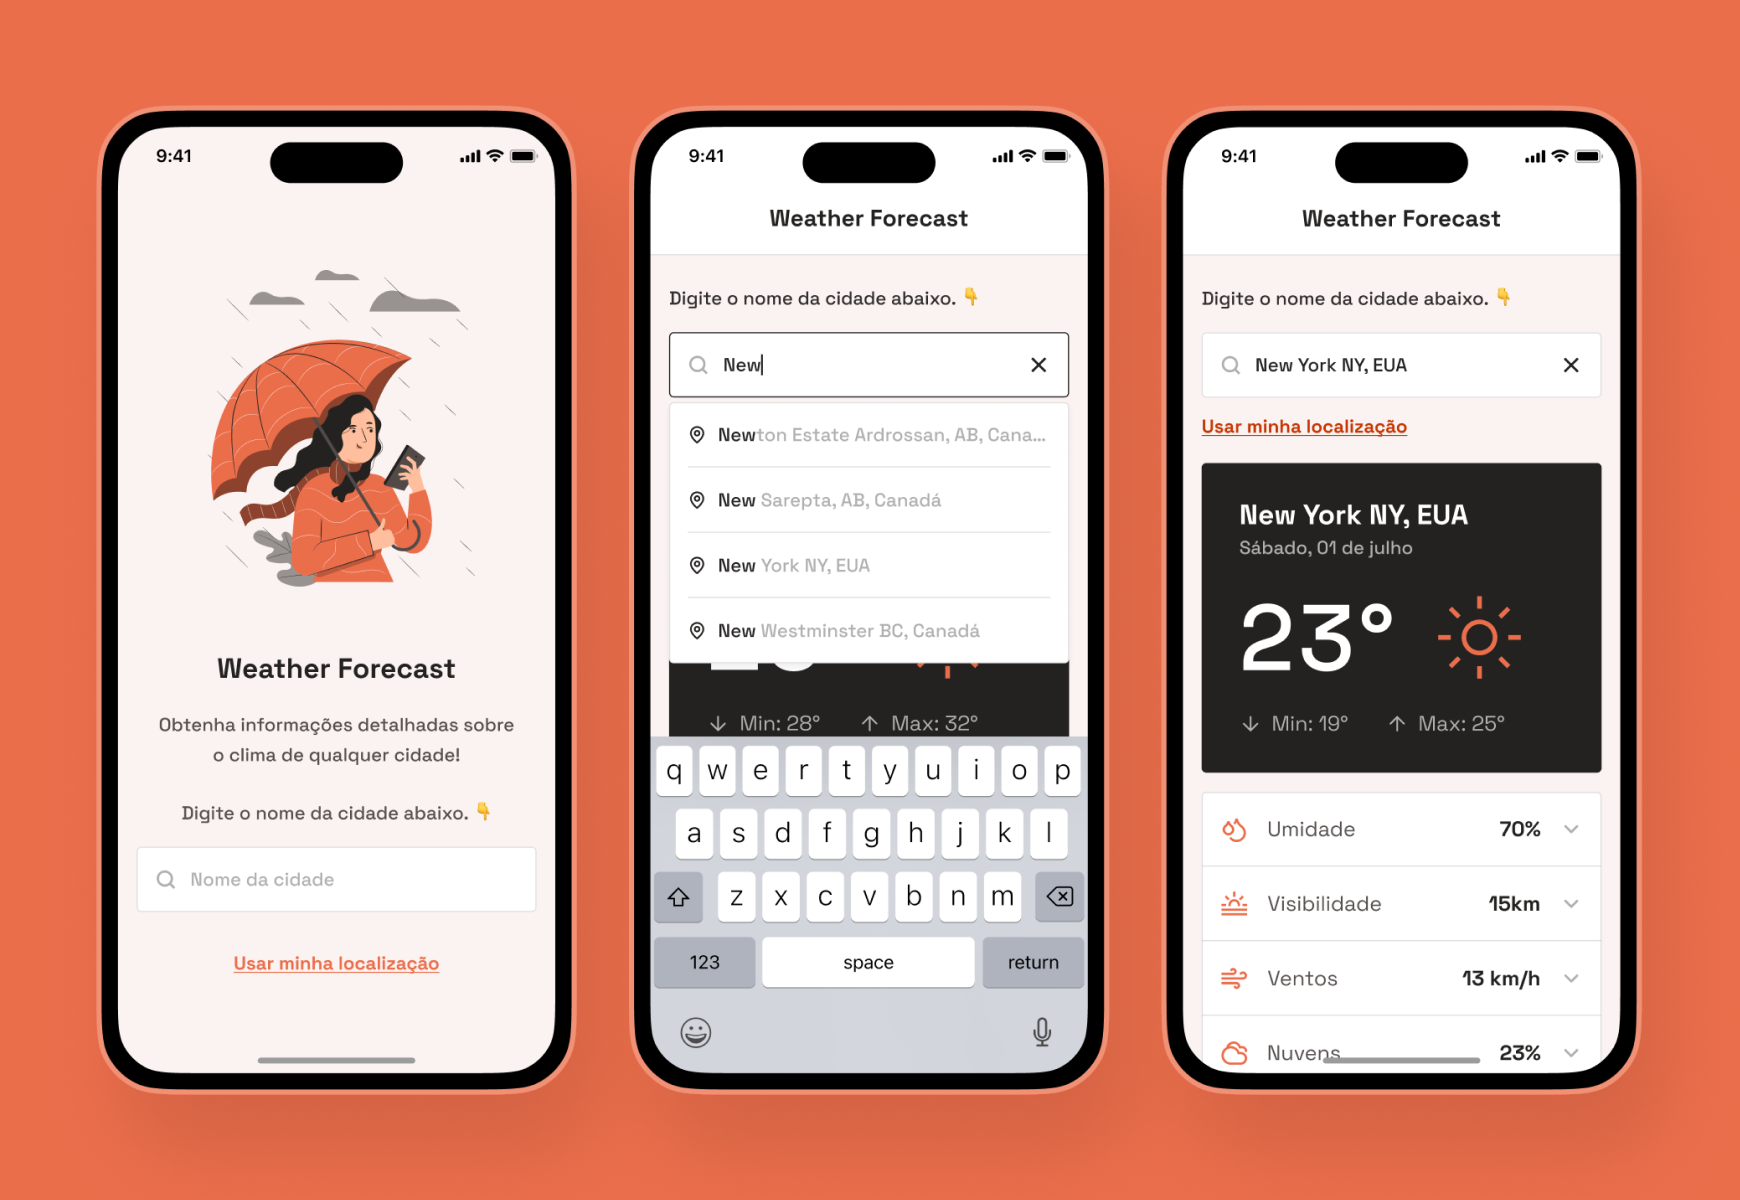 9:41
Weather Forecast
Obtenha informações detalhadas sobre
o clima de qualquer cidade!
Digite o nome da cidade abaixo. 👇
Nome da cidade
Usar minha localização
9:41
Weather Forecast
Digite o nome da cidade abaixo. 👇
New
Newton Estate Ardrossan, AB, Cana...
New Sarepta, AB, Canadá
New York NY, EUA
New Westminster BC, Canadá
Min: 28° Max: 32°
q w e r t y u i o p
a s d f g h j k l
z x c v b n m
123 space return
9:41
Weather Forecast
Digite o nome da cidade abaixo. 👇
New York NY, EUA
Usar minha localização
New York NY, EUA
Sábado, 01 de julho
23°
Min: 19° Max: 25°
Umidade 70%
Visibilidade 15km
Ventos 13 km/h
Nuvens 23%